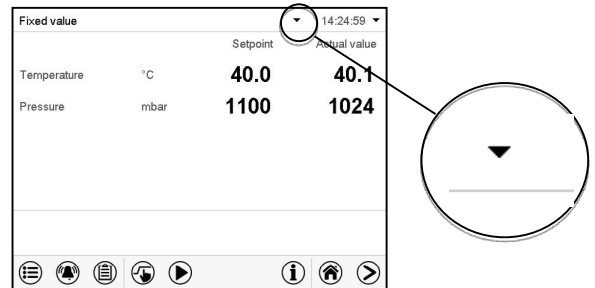 Fixed value 14:24:59
Setpoint Actual value
Temperature °C 40.0 40.1
Pressure mbar 1100 1024